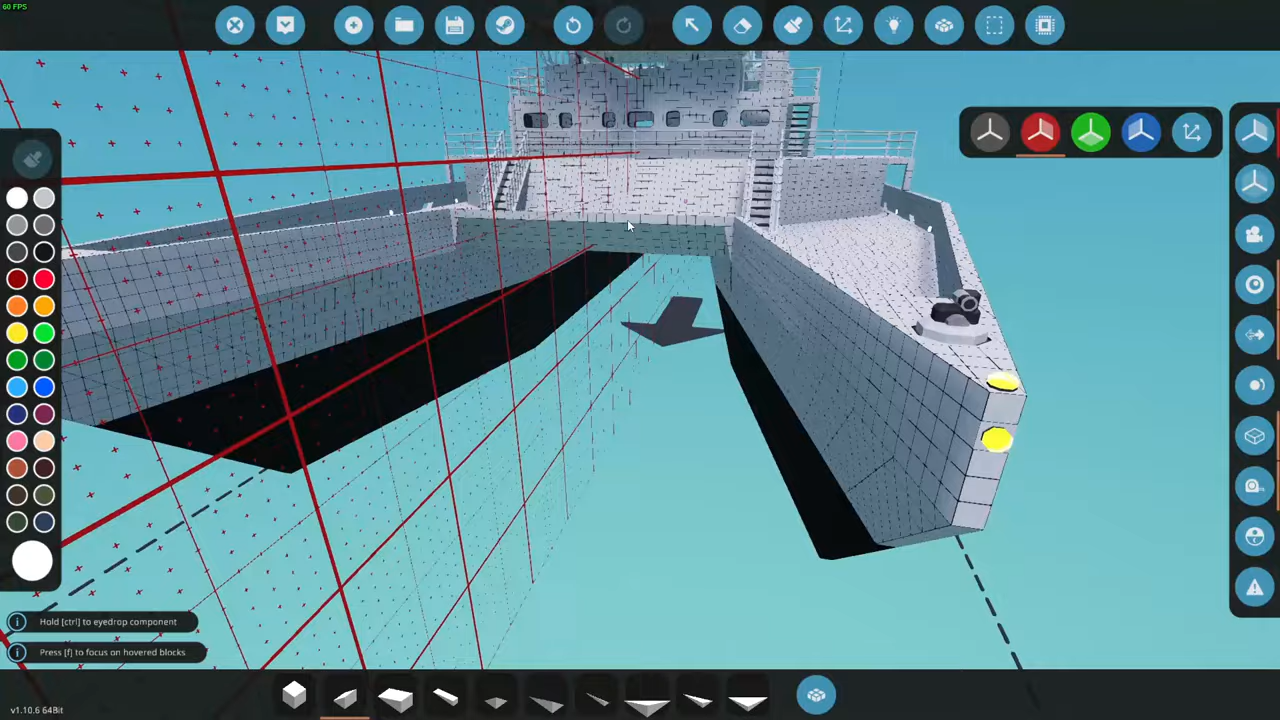 60 FPS
Hold [ctrl] to eyedrop component
Press [f] to focus on hovered blocks
v1.10.6 64Bit